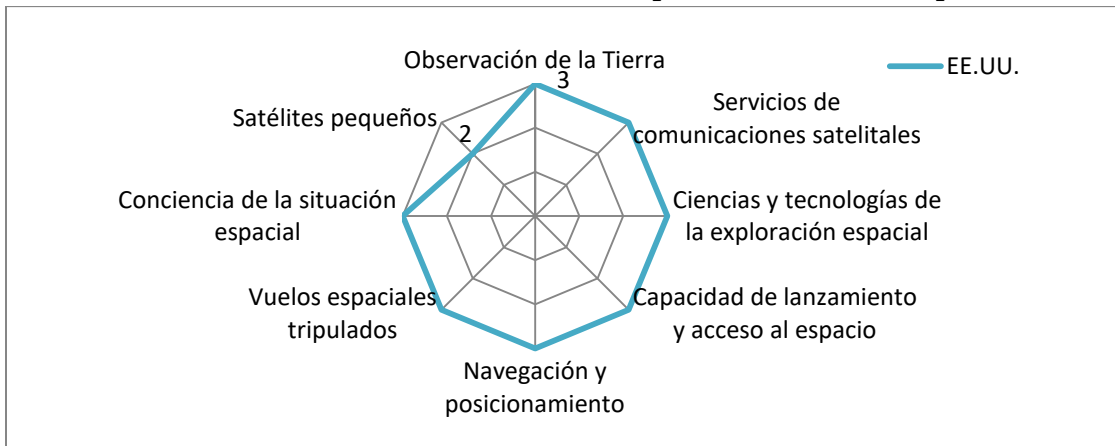 Observación de la Tierra
3
EE.UU.
Servicios de
comunicaciones satelitales
Satélites pequeños
2
Conciencia de la situación
espacial
Ciencias y tecnologías de
la exploración espacial
Vuelos espaciales
tripulados
Capacidad de lanzamiento
y acceso al espacio
Navegación y
posicionamiento